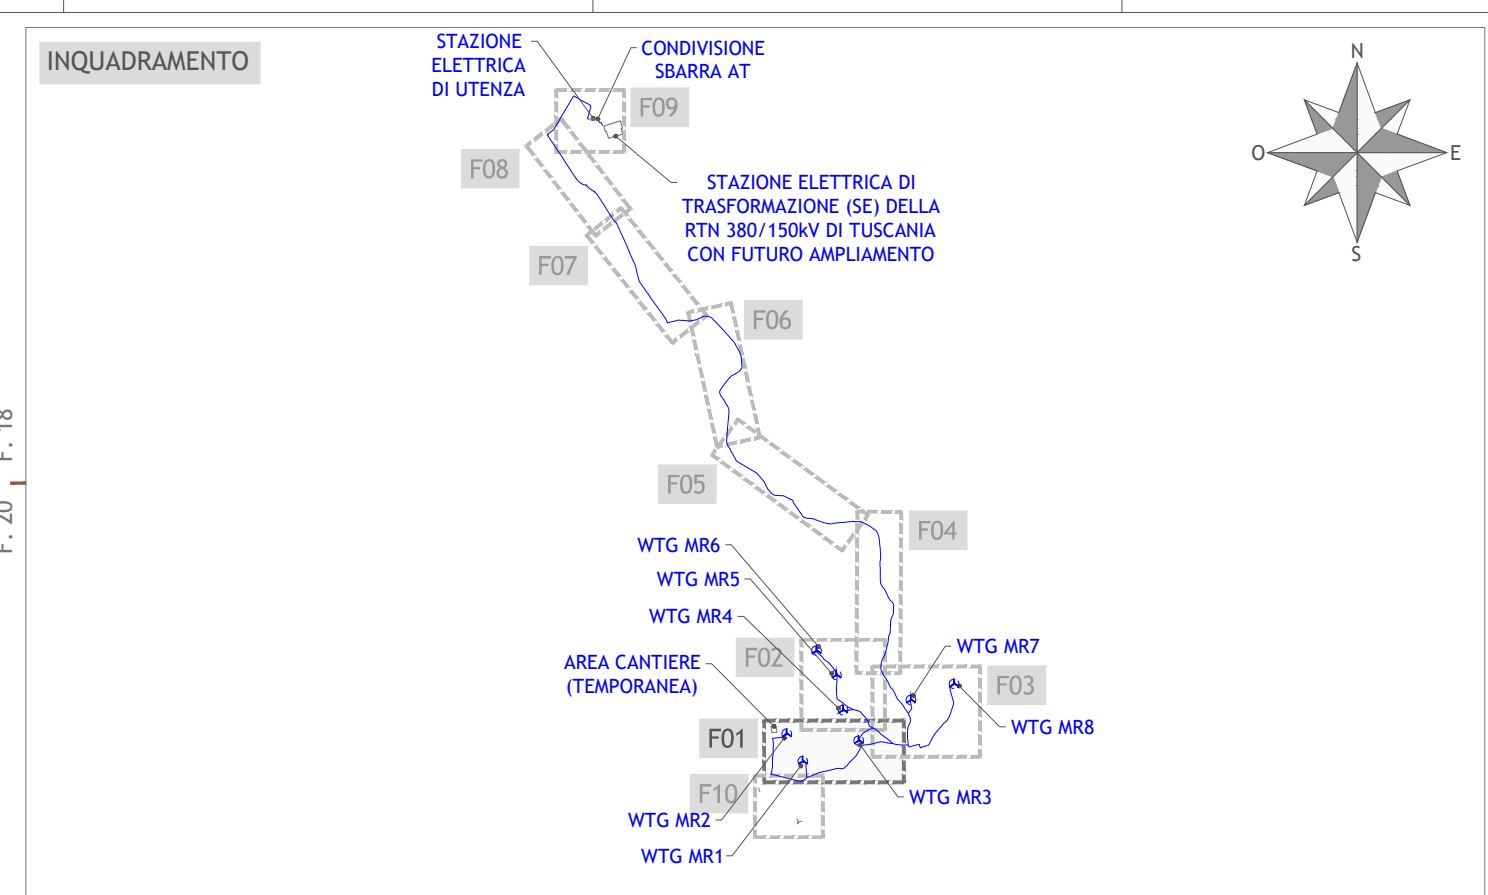 INQUADRAMENTO
STAZIONE
ELETTRICA
DI UTENZA
CONDIVISIONE
SBARRA AT
F09
N
O
E
S
F08
STAZIONE ELETTRICA DI
TRASFORMAZIONE (SE) DELLA
RTN 380/150kV DI TUSCANIA
CON FUTURO AMPLIAMENTO
F07
F06
F. 18
F. 20
F05
F04
WTG MR6
WTG MR5
WTG MR4
AREA CANTIERE
(TEMPORANEA)
F02
WTG MR7
F03
WTG MR8
F01
F10
WTG MR3
WTG MR2
WTG MR1